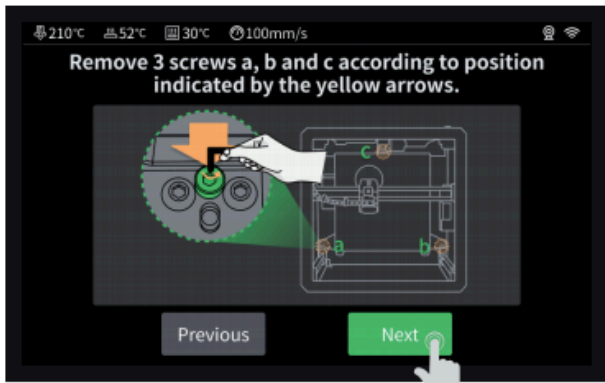 210°C 52°C 30°C 100mm/s
Remove 3 screws a, b and c according to position
indicated by the yellow arrows.
c
a b
Previous Next